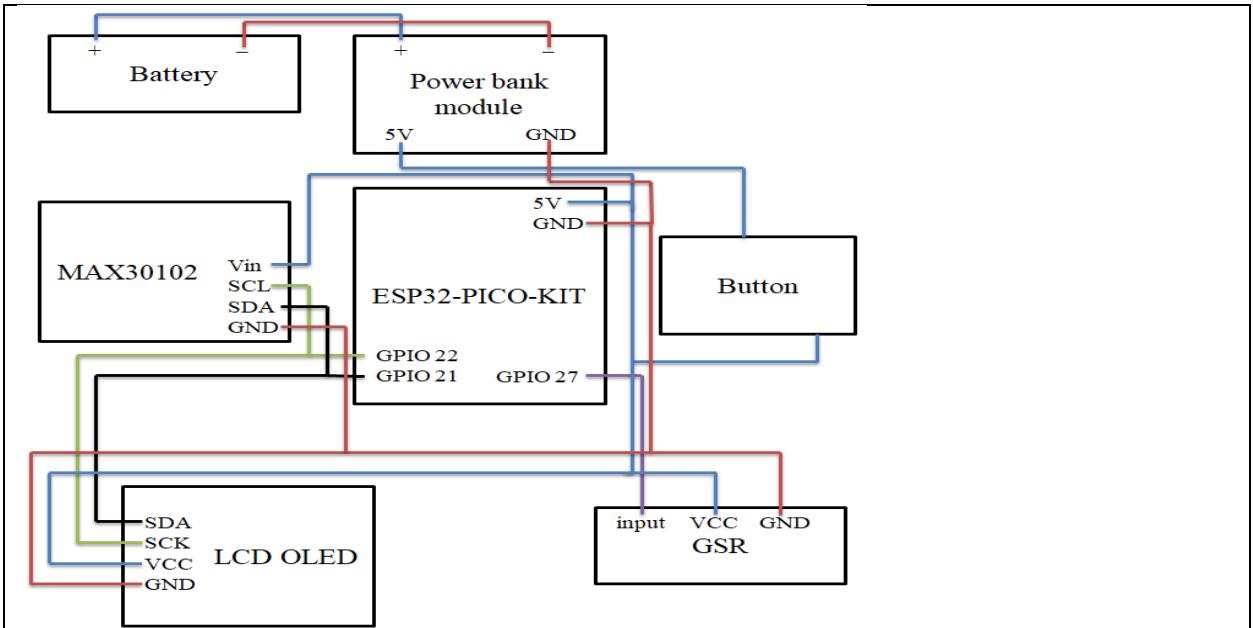 + −
Battery
+ −
Power bank
module
5V GND
MAX30102
Vin
SCL
SDA
GND
5V
GND
ESP32-PICO-KIT
GPIO 22
GPIO 21
GPIO 27
Button
SDA
SCK
VCC
GND
LCD OLED
input VCC GND
GSR